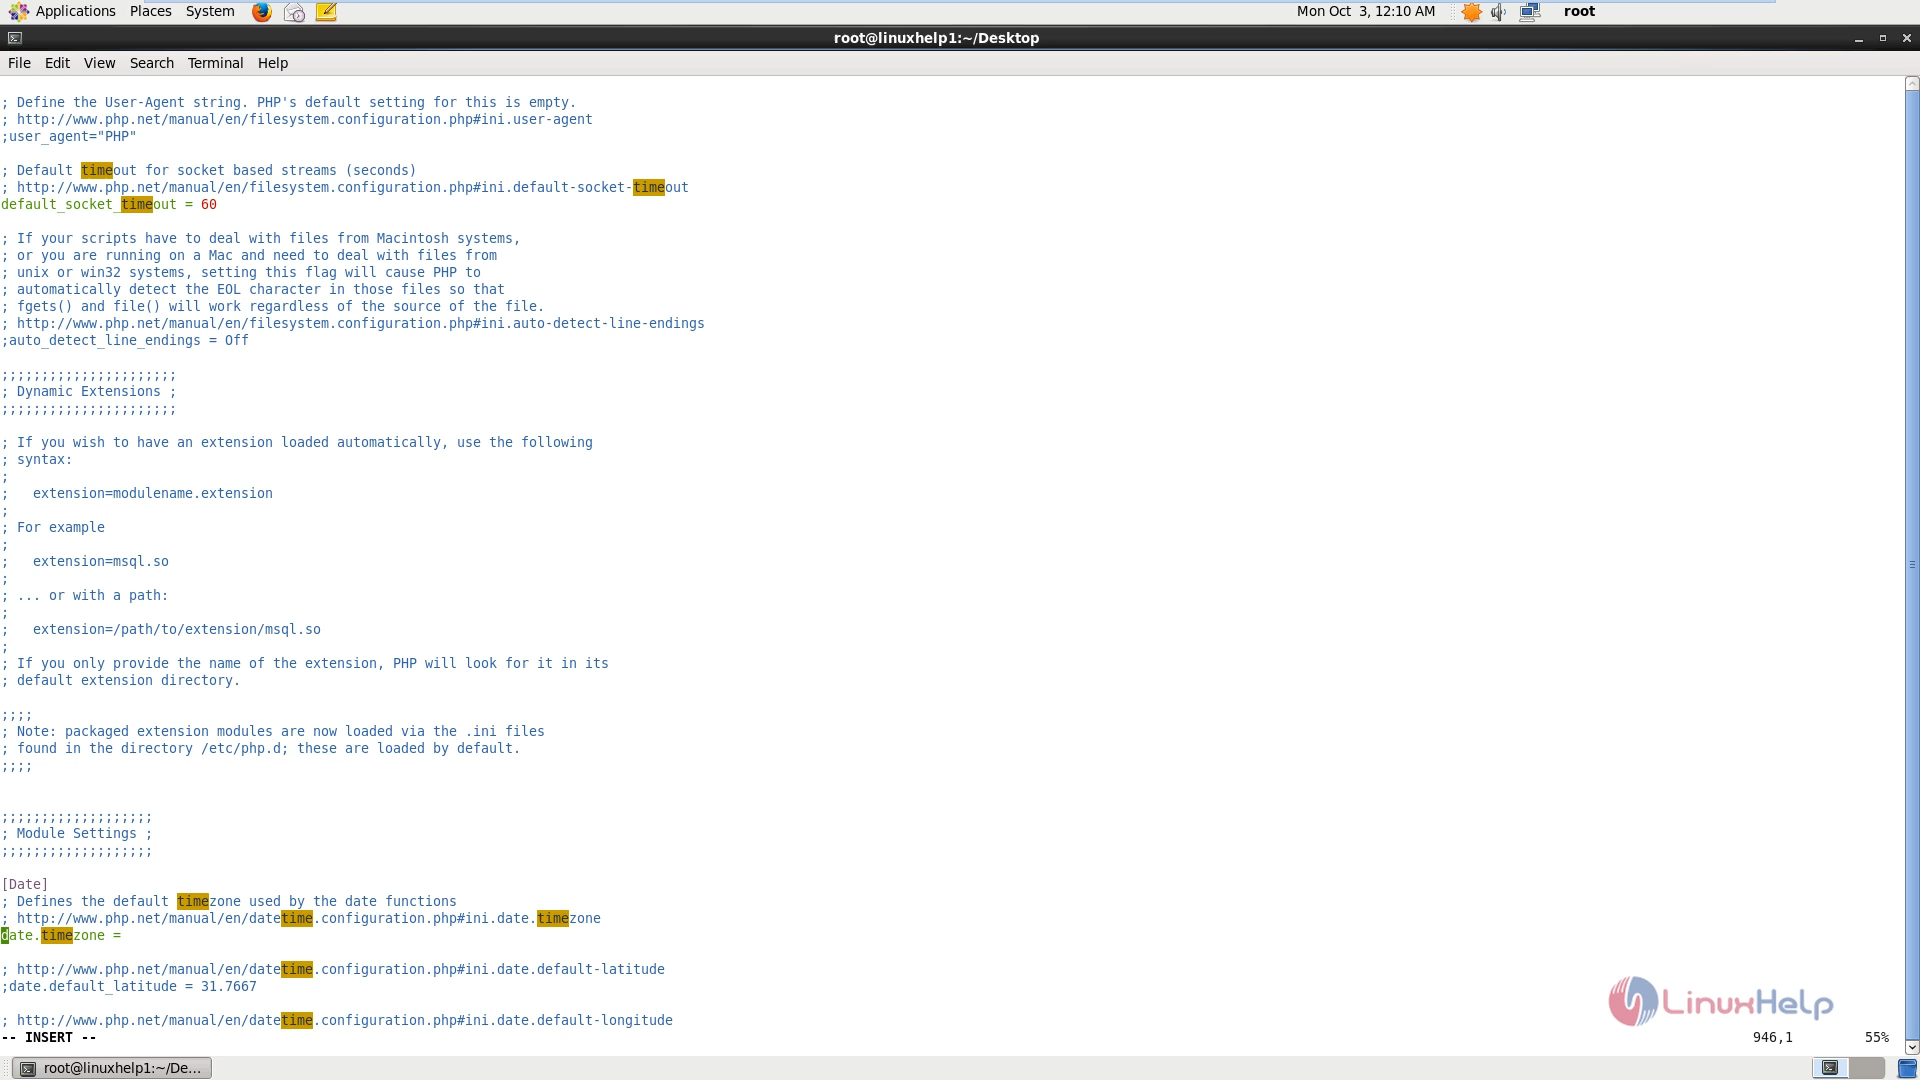 Applications Places System Mon Oct 3, 12:10 AM root
root@linuxhelp1:~/Desktop
File Edit View Search Terminal Help
; Define the User-Agent string. PHP's default setting for this is empty.
; http://www.php.net/manual/en/filesystem.configuration.php#ini.user-agent
;user_agent="PHP"
; Default timeout for socket based streams (seconds)
; http://www.php.net/manual/en/filesystem.configuration.php#ini.default-socket-timeout
default_socket_timeout = 60
; If your scripts have to deal with files from Macintosh systems,
; or you are running on a Mac and need to deal with files from
; unix or win32 systems, setting this flag will cause PHP to
; automatically detect the EOL character in those files so that
; fgets() and file() will work regardless of the source of the file.
; http://www.php.net/manual/en/filesystem.configuration.php#ini.auto-detect-line-endings
;auto_detect_line_endings = Off
;;;;;;;;;;;;;;;;;;;;;;
; Dynamic Extensions ;
;;;;;;;;;;;;;;;;;;;;;;
; If you wish to have an extension loaded automatically, use the following
; syntax:
;
;   extension=modulename.extension
;
; For example
;
;   extension=msql.so
;
; ... or with a path:
;
;   extension=/path/to/extension/msql.so
;
; If you only provide the name of the extension, PHP will look for it in its
; default extension directory.
;;;;
; Note: packaged extension modules are now loaded via the .ini files
; found in the directory /etc/php.d; these are loaded by default.
;;;;
;;;;;;;;;;;;;;;;;;;
; Module Settings ;
;;;;;;;;;;;;;;;;;;;
[Date]
; Defines the default timezone used by the date functions
; http://www.php.net/manual/en/datetime.configuration.php#ini.date.timezone
date.timezone =
; http://www.php.net/manual/en/datetime.configuration.php#ini.date.default-latitude
;date.default_latitude = 31.7667
; http://www.php.net/manual/en/datetime.configuration.php#ini.date.default-longitude
LinuxHelp
-- INSERT -- 946,1 55%
root@linuxhelp1:~/De...